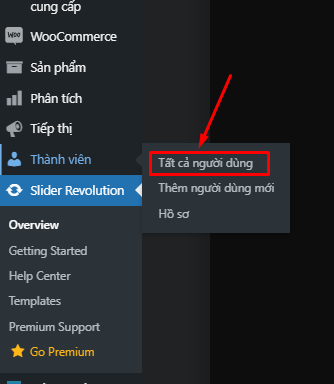 cung cấp
WOO
WooCommerce
Sản phẩm
Phân tích
Tiếp thị
Thành viên
Tất cả người dùng
Thêm người dùng mới
Hồ sơ
Slider Revolution
Overview
Getting Started
Help Center
Templates
Premium Support
Go Premium